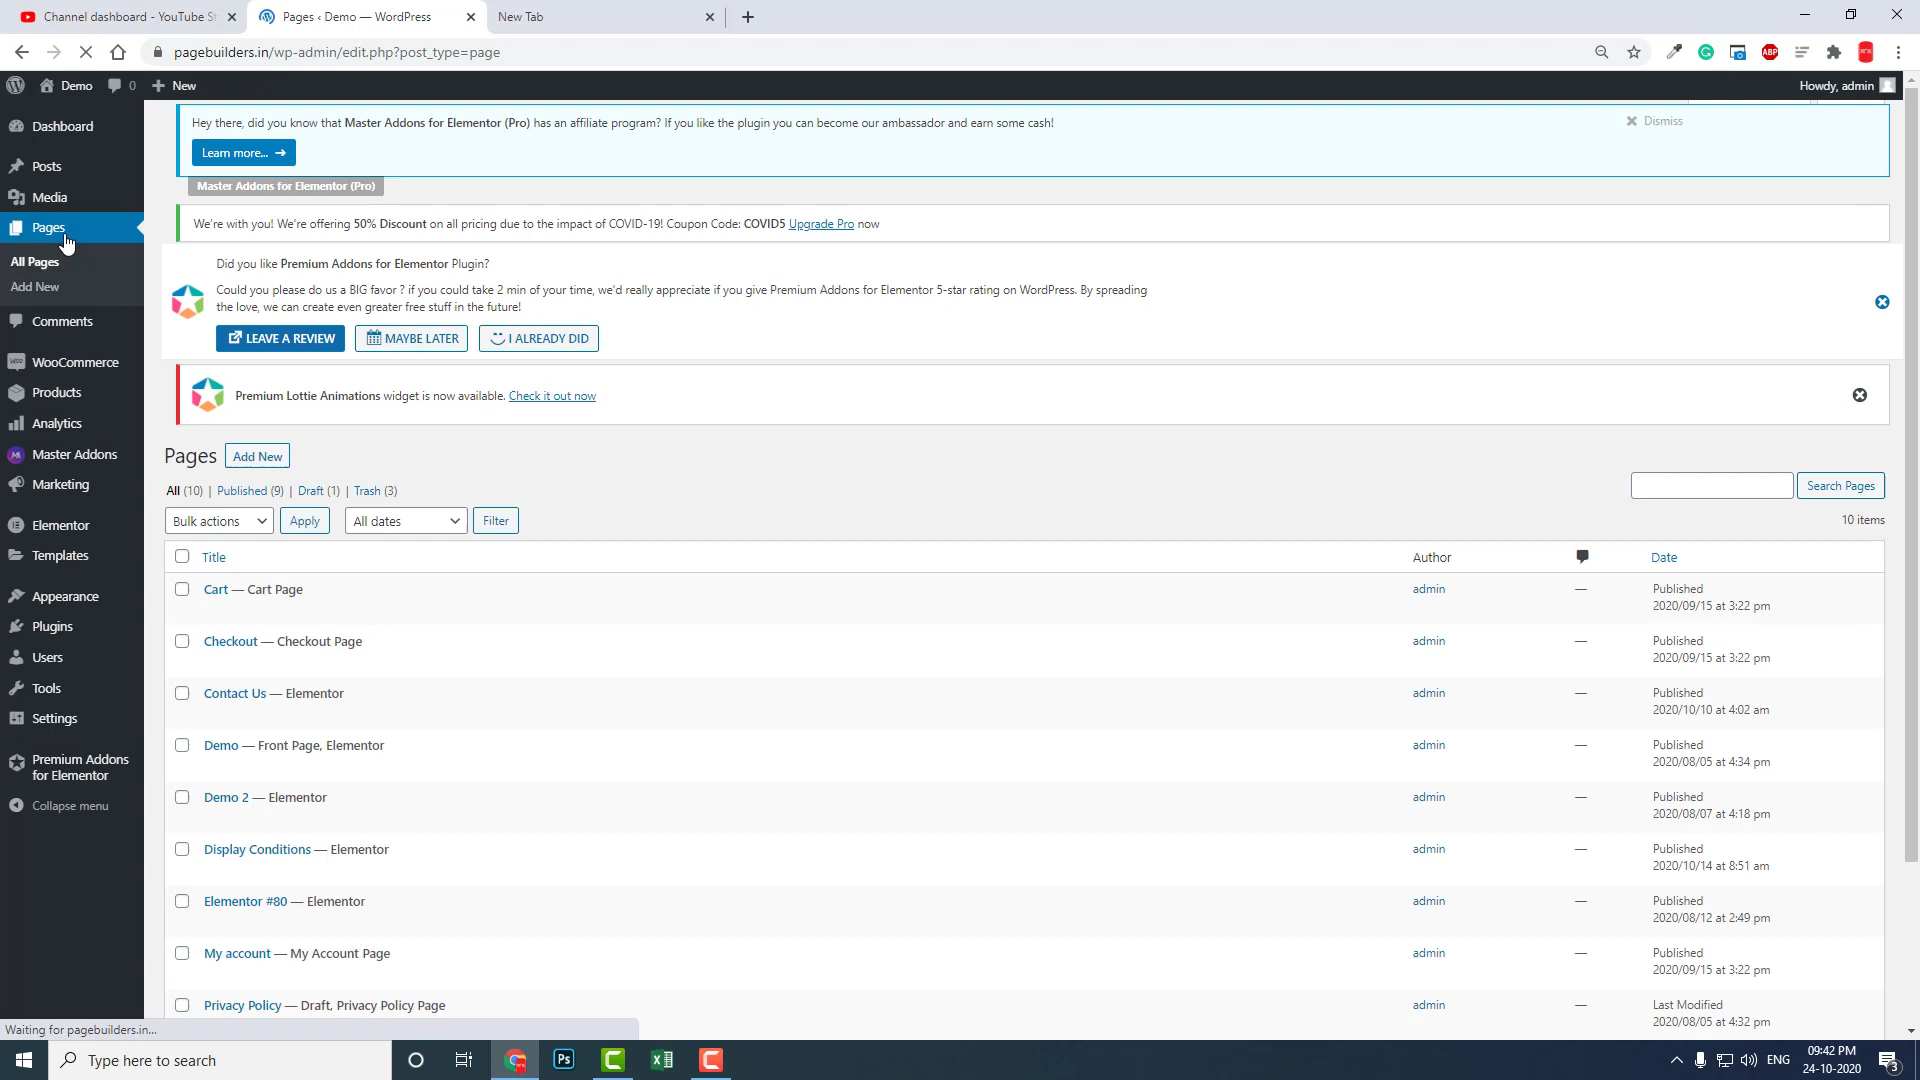 Channel dashboard - YouTube St
Pages ‹ Demo — WordPress
New Tab
pagebuilders.in/wp-admin/edit.php?post_type=page
ABP
Demo
0
New
Howdy, admin
Dashboard
Posts
Media
Pages
All Pages
Add New
Comments
WooCommerce
Products
Analytics
Master Addons
Marketing
Elementor
Templates
Appearance
Plugins
Users
Tools
Settings
Premium Addons
for Elementor
Collapse menu
Hey there, did you know that Master Addons for Elementor (Pro) has an affiliate program? If you like the plugin you can become our ambassador and earn some cash!
Dismiss
Learn more... →
Master Addons for Elementor (Pro)
We're with you! We're offering 50% Discount on all pricing due to the impact of COVID-19! Coupon Code: COVID5 Upgrade Pro now
Did you like Premium Addons for Elementor Plugin?
Could you please do us a BIG favor ? if you could take 2 min of your time, we'd really appreciate if you give Premium Addons for Elementor 5-star rating on WordPress. By spreading
the love, we can create even greater free stuff in the future!
LEAVE A REVIEW
MAYBE LATER
I ALREADY DID
Premium Lottie Animations widget is now available. Check it out now
Pages
Add New
All (10) | Published (9) | Draft (1) | Trash (3)
Search Pages
Bulk actions
Apply
All dates
Filter
10 items
Title
Author
Date
Cart — Cart Page
admin
—
Published
2020/09/15 at 3:22 pm
Checkout — Checkout Page
admin
—
Published
2020/09/15 at 3:22 pm
Contact Us — Elementor
admin
—
Published
2020/10/10 at 4:02 am
Demo — Front Page, Elementor
admin
—
Published
2020/08/05 at 4:34 pm
Demo 2 — Elementor
admin
—
Published
2020/08/07 at 4:18 pm
Display Conditions — Elementor
admin
—
Published
2020/10/14 at 8:51 am
Elementor #80 — Elementor
admin
—
Published
2020/08/12 at 2:49 pm
My account — My Account Page
admin
—
Published
2020/09/15 at 3:22 pm
Privacy Policy — Draft, Privacy Policy Page
admin
—
Last Modified
2020/08/05 at 4:32 pm
Waiting for pagebuilders.in...
Type here to search
Ps
ENG
09:42 PM
24-10-2020
3